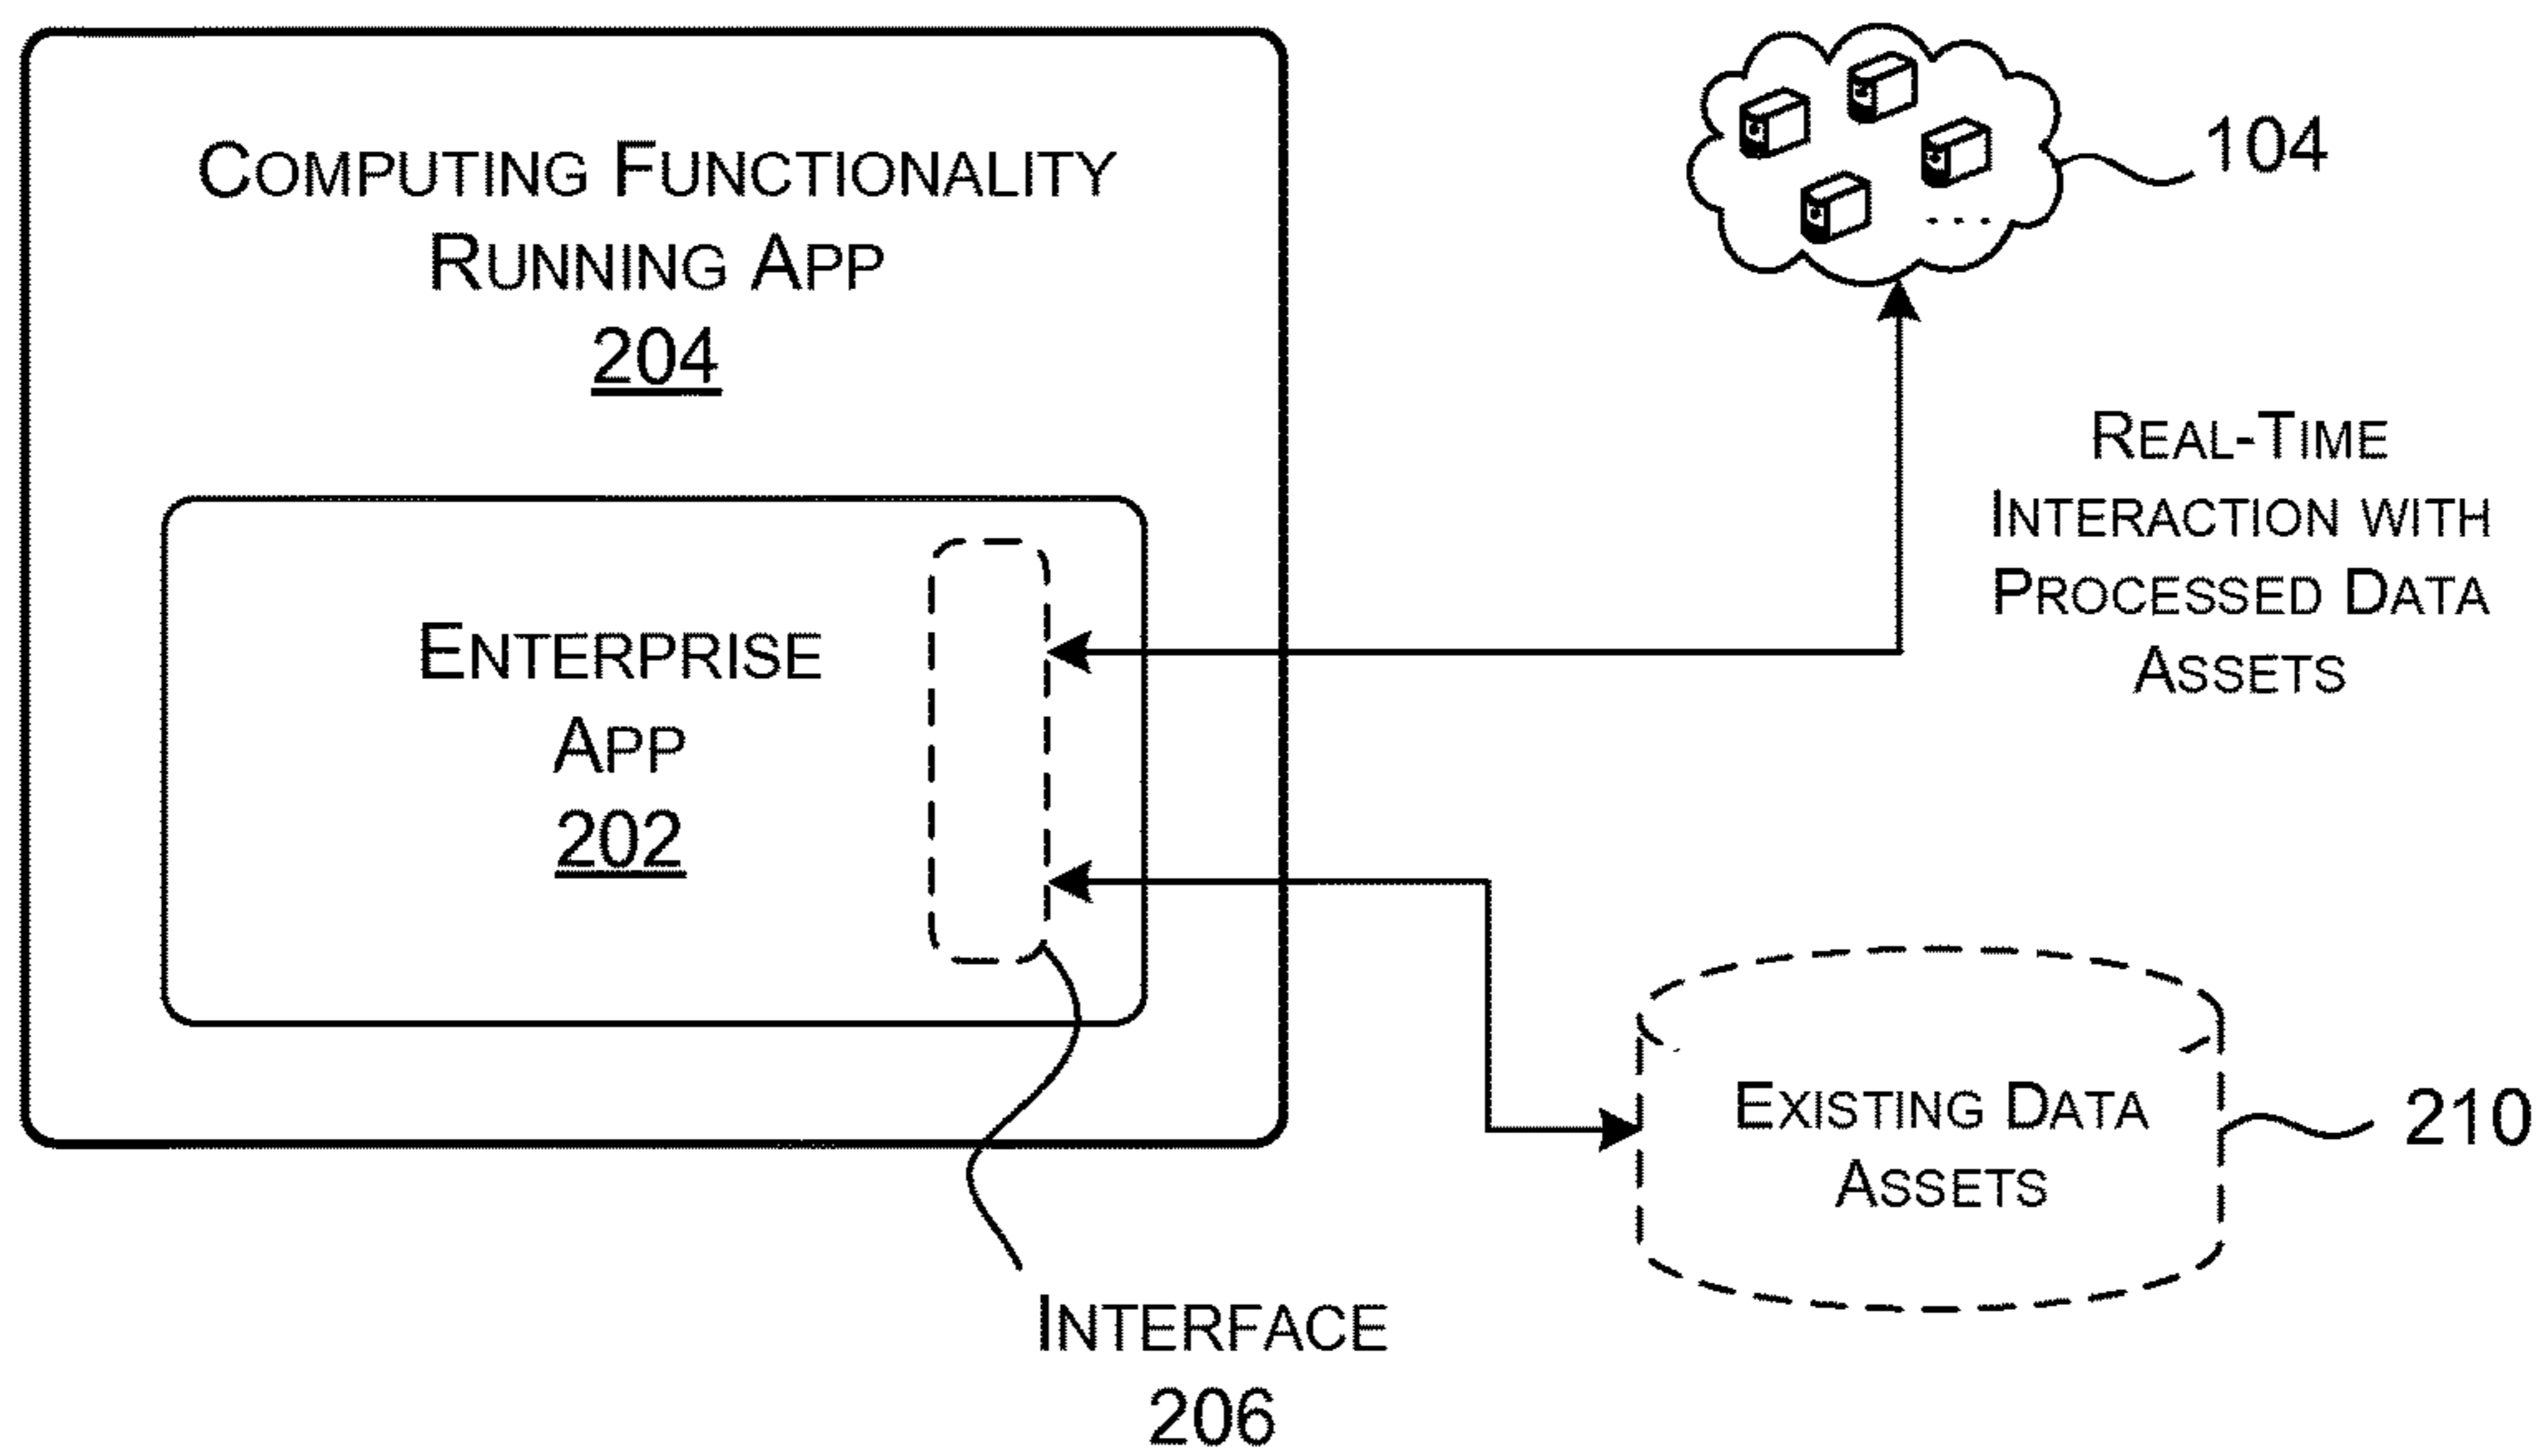 Computing Functionality
Running App
204
104
Real-Time
Interaction with
Processed Data
Assets
Enterprise
App
202
Existing Data
Assets
210
Interface
206